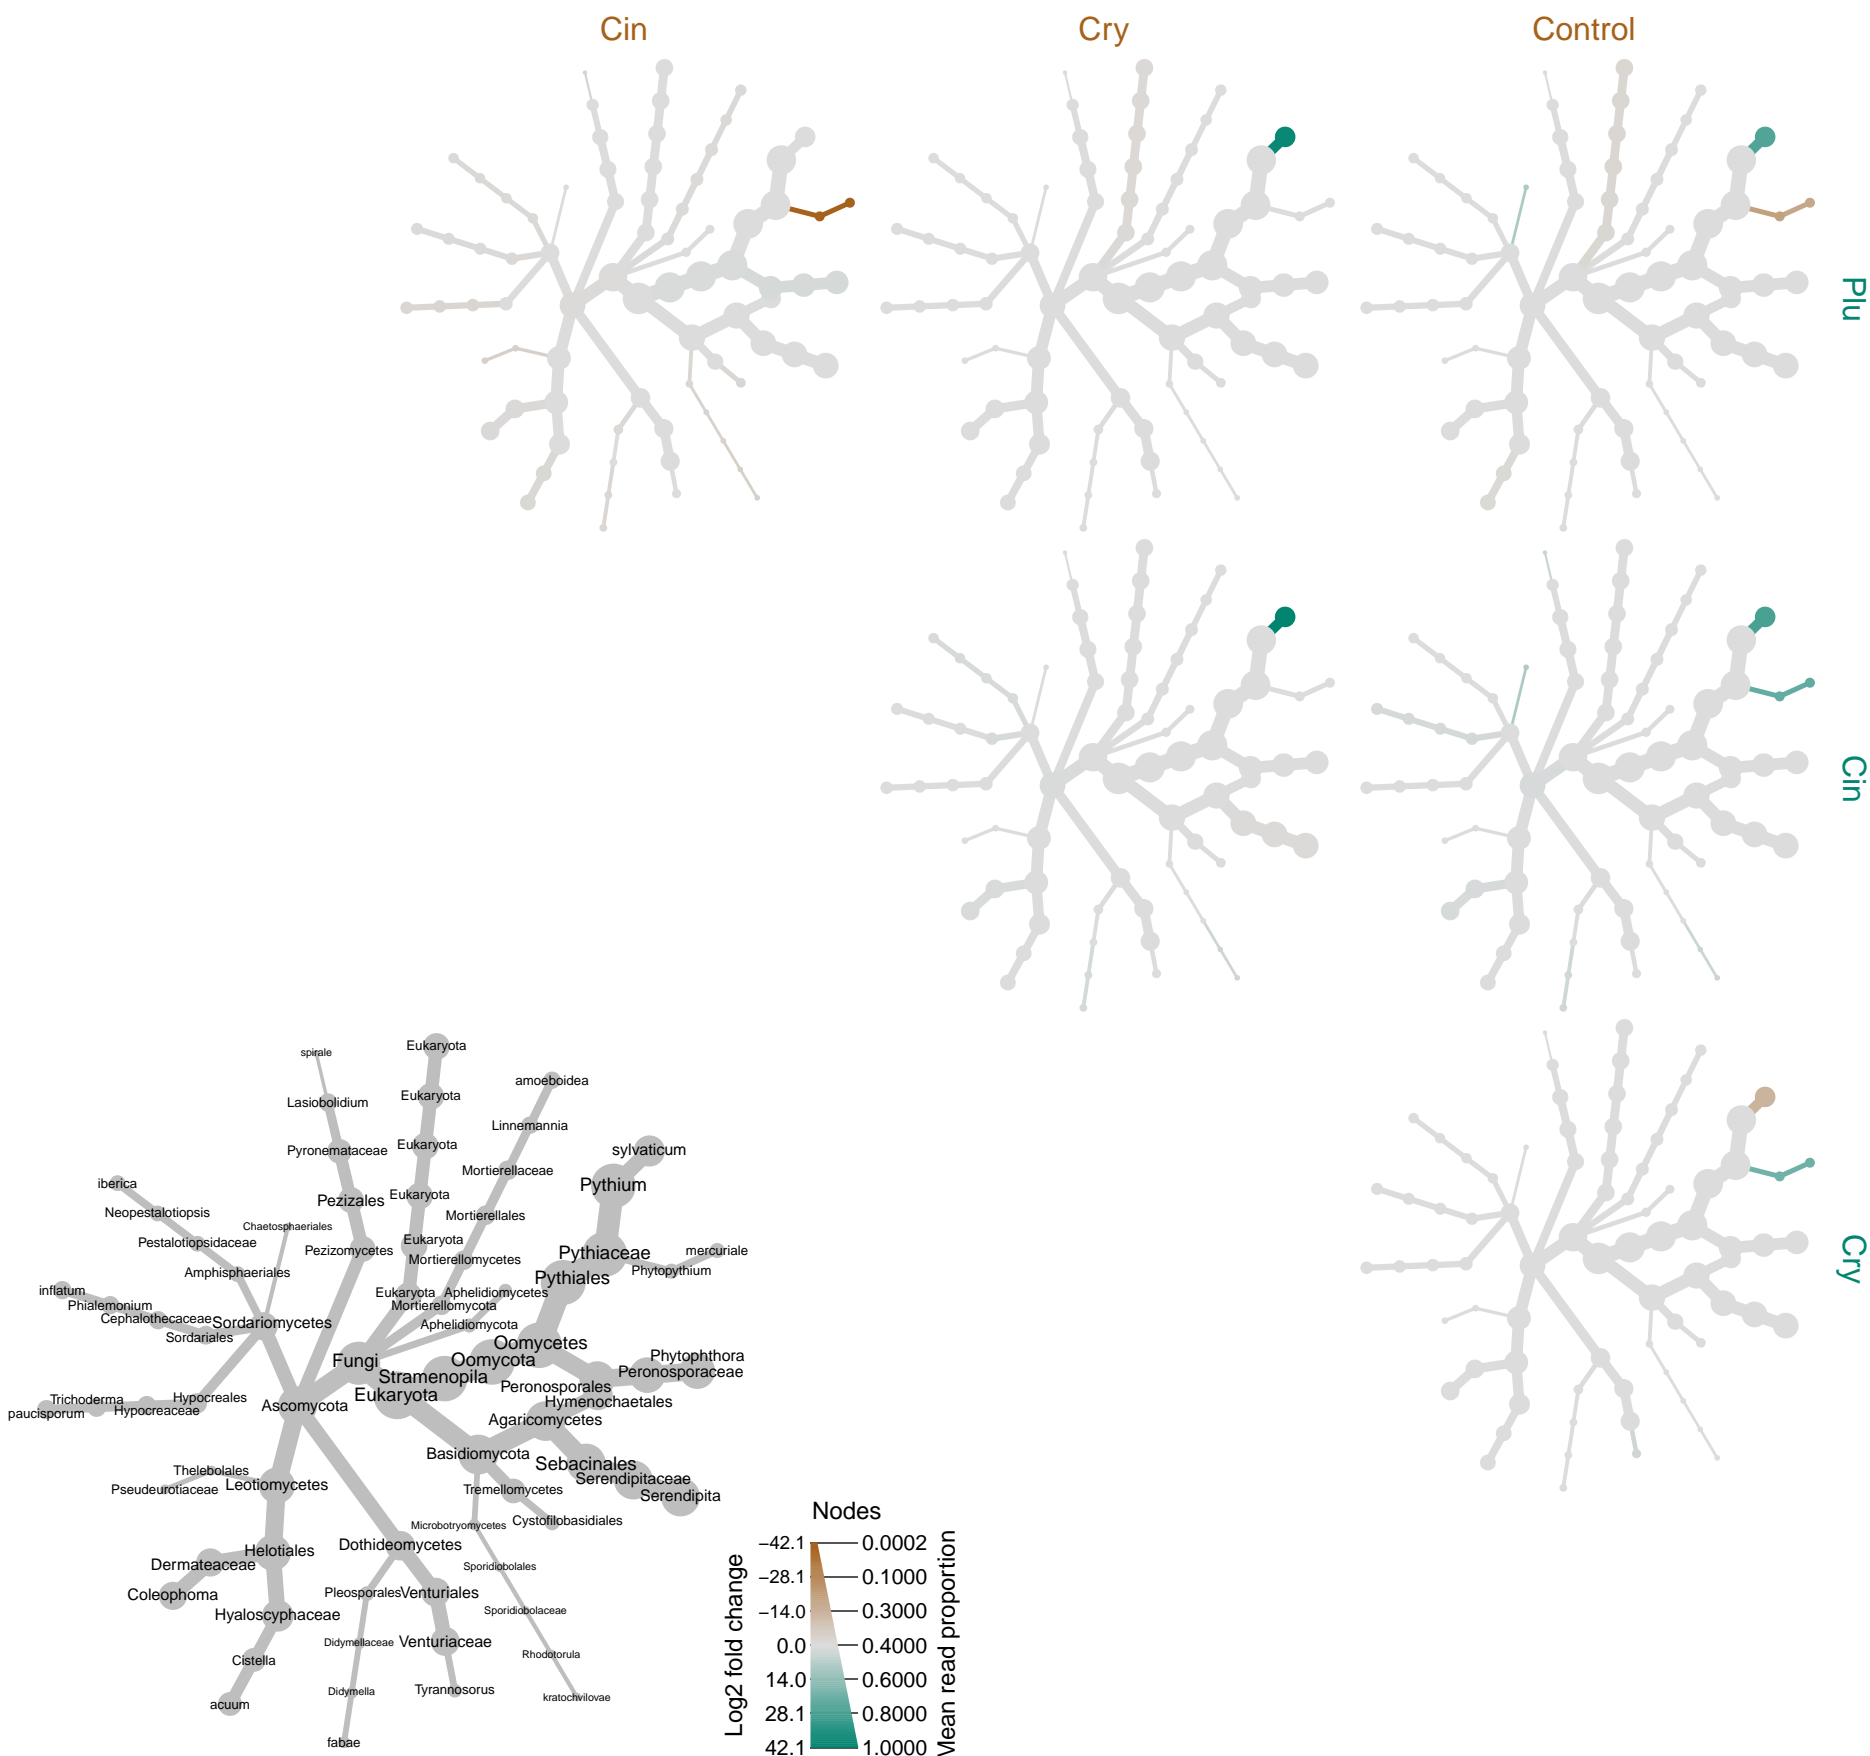 Cin
Cry
Control
Plu
Cin
Cry
spirale
Eukaryota
amoeboidea
Lasiobolidium
Eukaryota
Linnemannia
Pyronemataceae
Eukaryota
sylvaticum
Mortierellaceae
Pythium
iberica
Pezizales
Eukaryota
Neopestalotiopsis
Chaetosphaeriales
Mortierellales
Pestalotiopsidaceae
Pezizomycetes
Eukaryota
Mortierellomycetes
Pythiaceae
mercuriale
Amphisphaeriales
Pythiales
Phytopythium
inflatum
Eukaryota
Aphelidiomycetes
Phialemonium
Mortierellomycota
Cephalothecaceae
Sordariomycetes
Aphelidiomycota
Sordariales
Oomycetes
Fungi
Oomycota
Phytophthora
Stramenopila
Peronosporaceae
Eukaryota
Peronosporales
Trichoderma
Hypocreales
Ascomycota
Hymenochaetales
paucisporum
Hypocreaceae
Agaricomycetes
Basidiomycota
Sebacinales
Thelebolales
Serendipitaceae
Pseudeurotiaceae
Leotiomycetes
Tremellomycetes
Serendipita
Microbotryomycetes
Cystofilobasidiales
Helotiales
Dothideomycetes
Dermateaceae
Sporidiobolales
Coleophoma
Pleosporales
Venturiales
Hyaloscyphaceae
Sporidiobolaceae
Didymellaceae
Venturiaceae
Cistella
Rhodotorula
Didymella
Tyrannosorus
kratochvilovae
acuum
fabae
Nodes
Log2 fold change
Mean read proportion
−42.1 0.0002
−28.1 0.1000
−14.0 0.3000
0.0 0.4000
14.0 0.6000
28.1 0.8000
42.1 1.0000